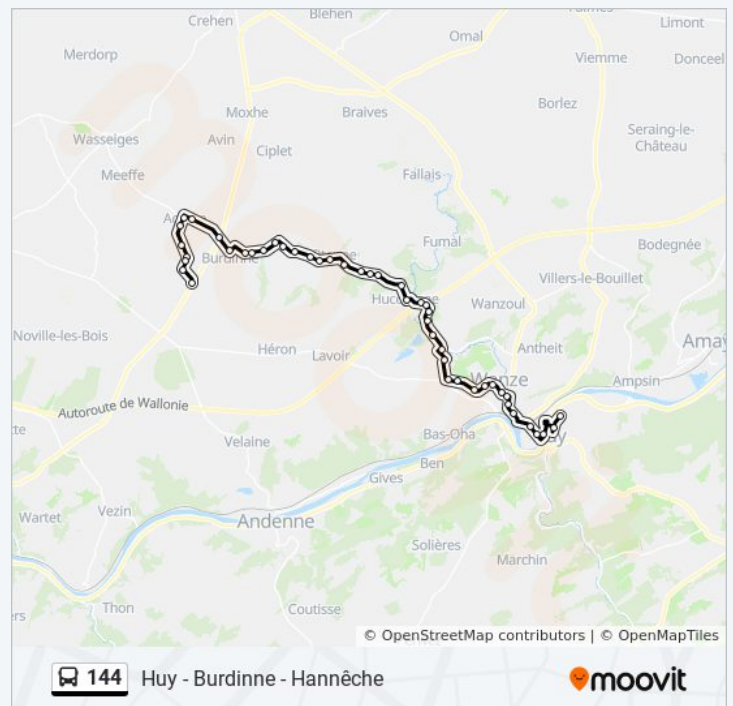 Crehen
Blehen
Limont
Omal
Merdorp
Viemme
Donceel
Moxhe
Braives
Borlez
Wasseiges
Avin
Ciplet
Seraing-le-
Château
Meeffe
Fallais
Fumal
Bodegnée
Burdinne
Villers-le-Bouillet
Wanzoul
Noville-les-Bois
Héron
Lavoir
Antheit
Amay
Wanze
Ampsin
Autoroute de Wallonie
Velaine
Bas-Oha
Ben
Gives
Wartet
Vezin
Andenne
Solières
Marchin
Thon
Coutisse
© OpenStreetMap contributors | © OpenMapTiles
144 Huy - Burdinne - Hannêche
moovit